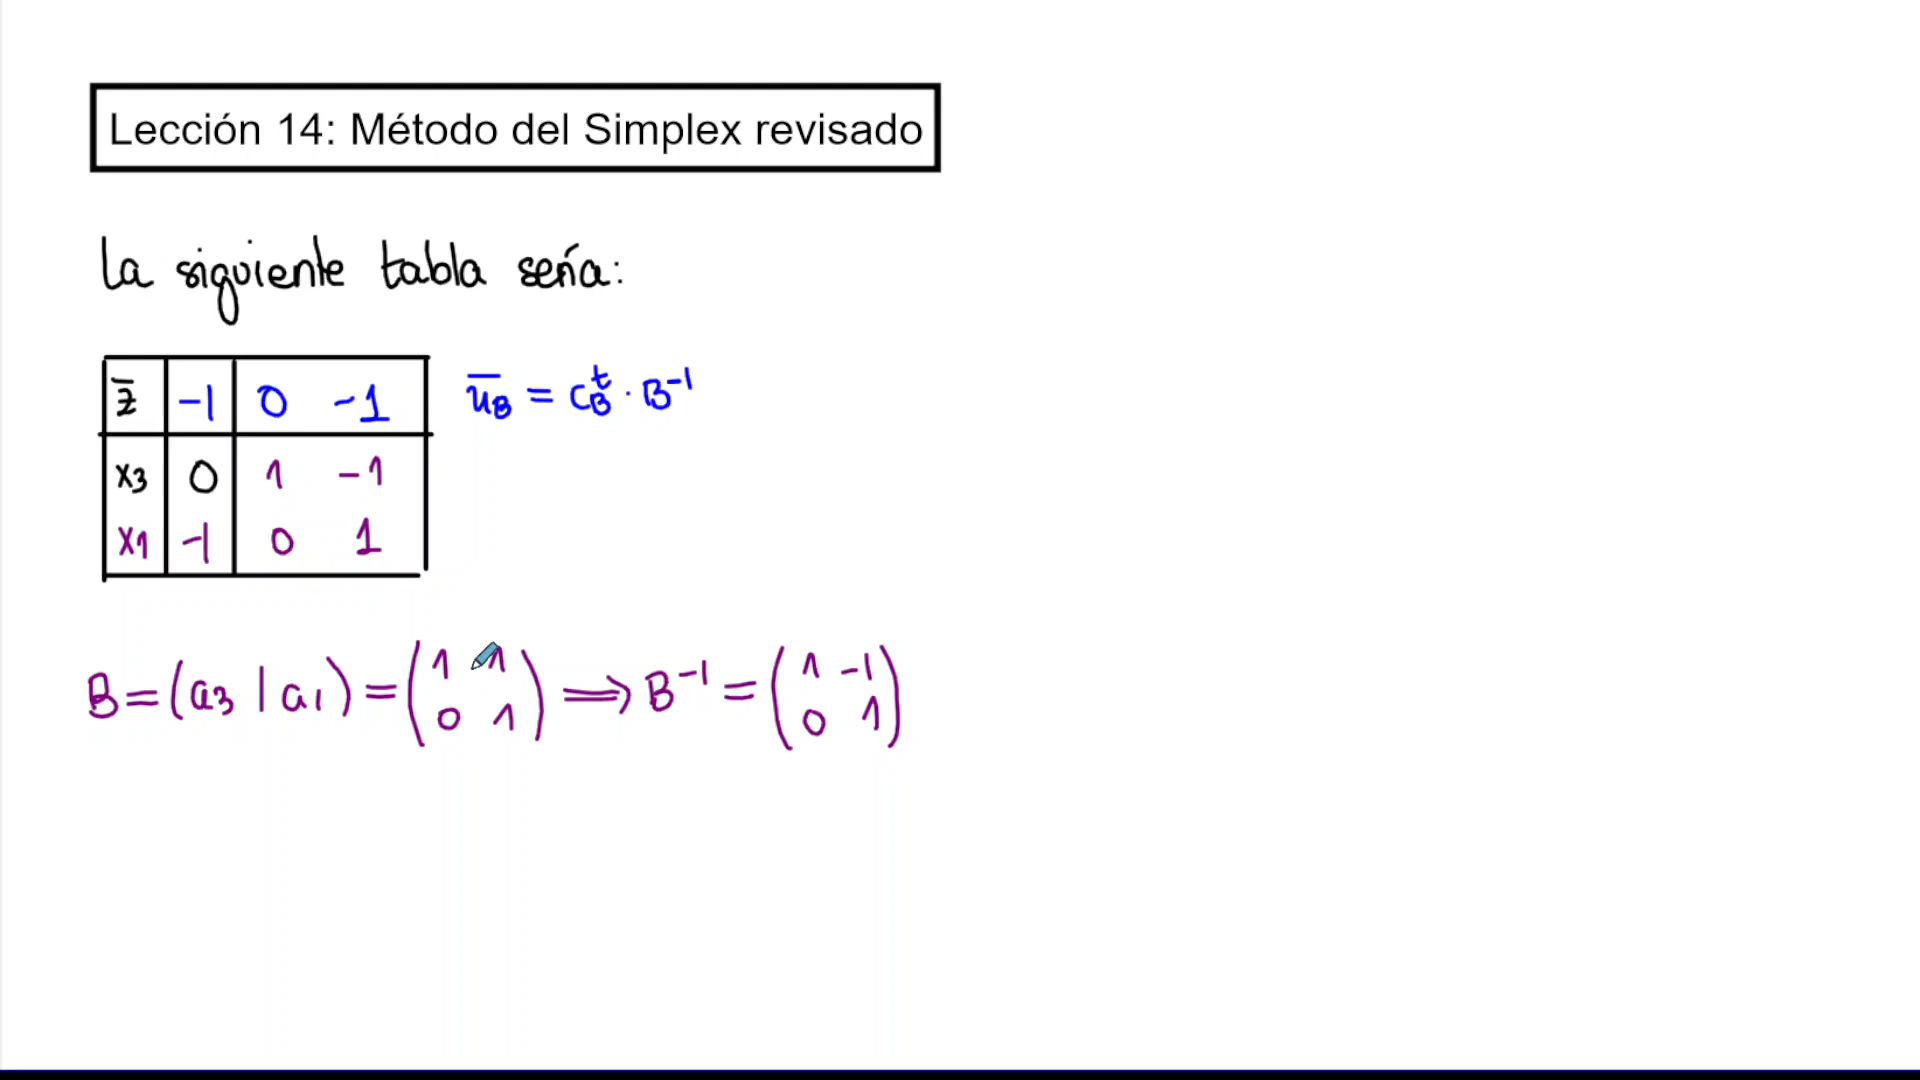 Lección 14: Método del Simplex revisado
La siguiente tabla sería:
z̄ -1 0 -1
ū_B = C_B^t · B^-1
x3 0 1 -1
x1 -1 0 1
B = (a3 | a1) = (1 1 ; 0 1) ⟹ B^-1 = (1 -1 ; 0 1)